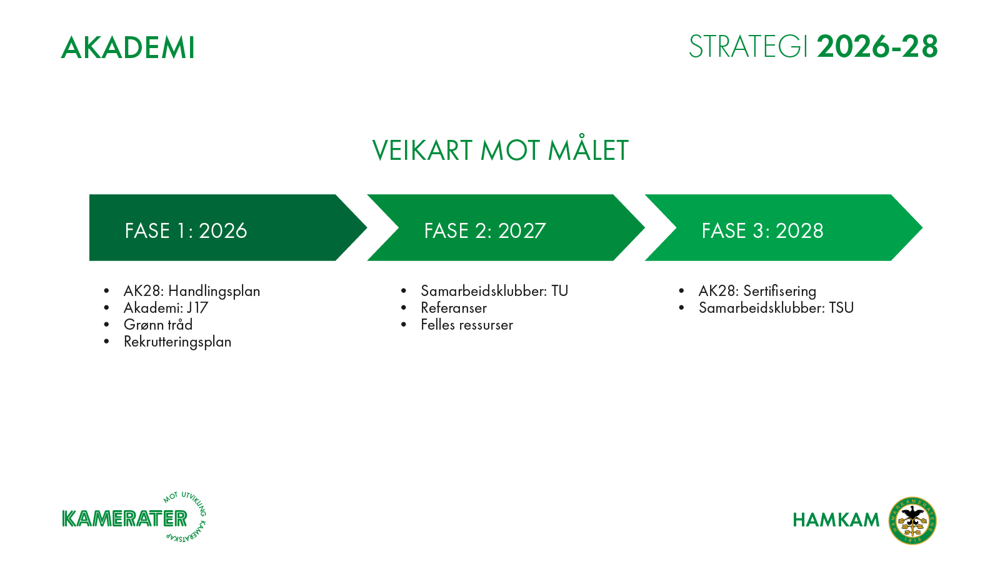 AKADEMI
STRATEGI 2026-28
VEIKART MOT MÅLET
FASE 1: 2026
• AK28: Handlingsplan
• Akademi: J17
• Grønn tråd
• Rekrutteringsplan
FASE 2: 2027
• Samarbeidsklubber: TU
• Referanser
• Felles ressurser
FASE 3: 2028
• AK28: Sertifisering
• Samarbeidsklubber: TSU
KAMERATER
MOT UTVIKLING KAMERATSKAP
HAMKAM
HAMARKAMERATENE
1918